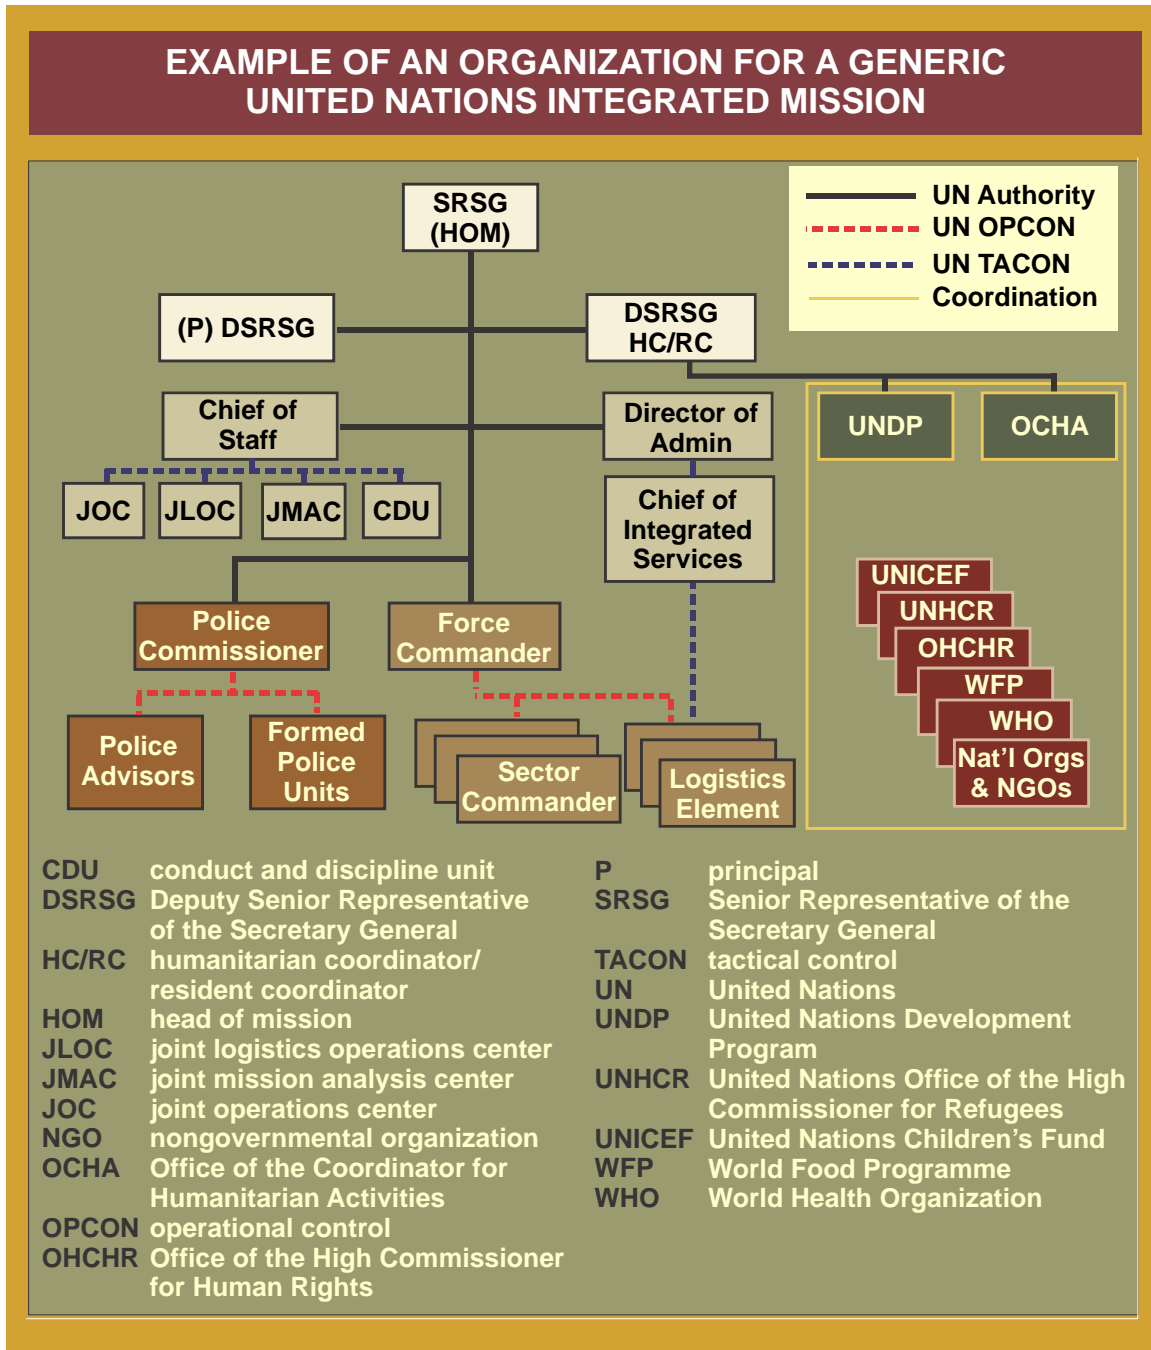 EXAMPLE OF AN ORGANIZATION FOR A GENERIC
UNITED NATIONS INTEGRATED MISSION
SRSG
(HOM)
UN Authority
UN OPCON
UN TACON
Coordination
(P) DSRSG
DSRSG
HC/RC
Chief of
Staff
Director of
Admin
UNDP
OCHA
JOC
JLOC
JMAC
CDU
Chief of
Integrated
Services
UNICEF
UNHCR
OHCHR
WFP
WHO
Nat'l Orgs
& NGOs
Police
Commissioner
Force
Commander
Police
Advisors
Formed
Police
Units
Sector
Commander
Logistics
Element
CDU conduct and discipline unit
DSRSG Deputy Senior Representative
of the Secretary General
HC/RC humanitarian coordinator/
resident coordinator
HOM head of mission
JLOC joint logistics operations center
JMAC joint mission analysis center
JOC joint operations center
NGO nongovernmental organization
OCHA Office of the Coordinator for
Humanitarian Activities
OPCON operational control
OHCHR Office of the High Commissioner
for Human Rights
P principal
SRSG Senior Representative of the
Secretary General
TACON tactical control
UN United Nations
UNDP United Nations Development
Program
UNHCR United Nations Office of the High
Commissioner for Refugees
UNICEF United Nations Children's Fund
WFP World Food Programme
WHO World Health Organization